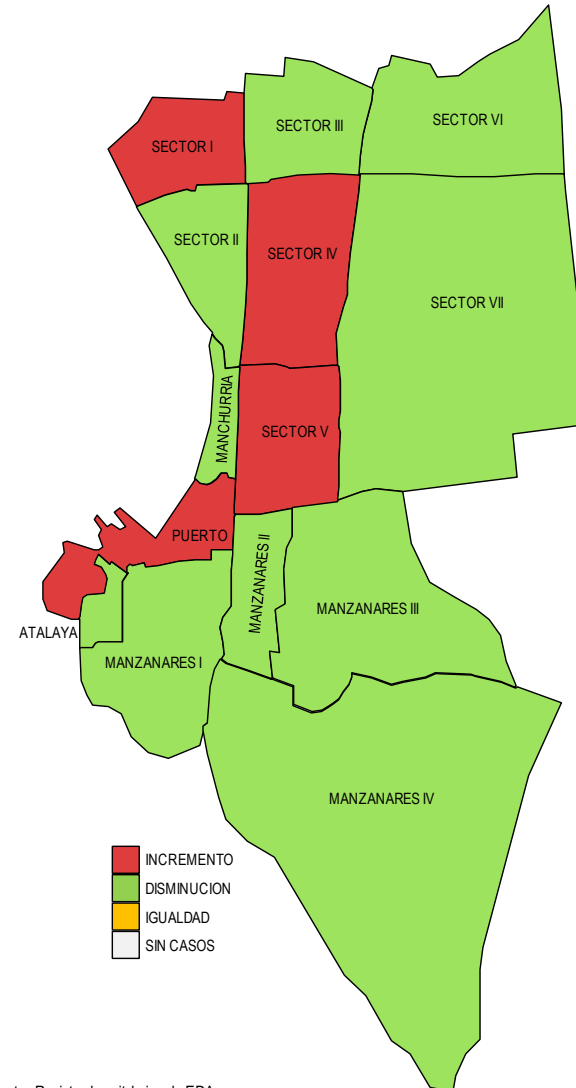 SECTOR VI
SECTOR III
SECTOR I
SECTOR II
SECTOR IV
SECTOR VII
MANCHURRIA
SECTOR V
PUERTO
MANZANARES II
MANZANARES III
ATALAYA
MANZANARES I
MANZANARES IV
INCREMENTO
DISMINUCION
IGUALDAD
SIN CASOS